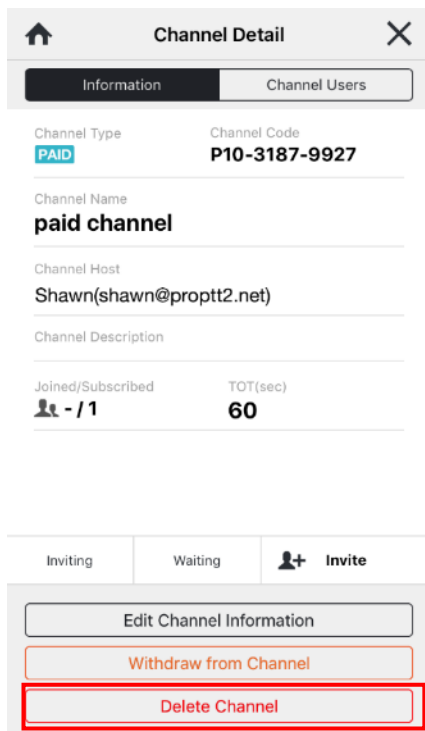 Channel Detail
Information Channel Users
Channel Type Channel Code
PAID P10-3187-9927
Channel Name
paid channel
Channel Host
Shawn(shawn@proptt2.net)
Channel Description
Joined/Subscribed TOT(sec)
- / 1 60
Inviting Waiting Invite
Edit Channel Information
Withdraw from Channel
Delete Channel